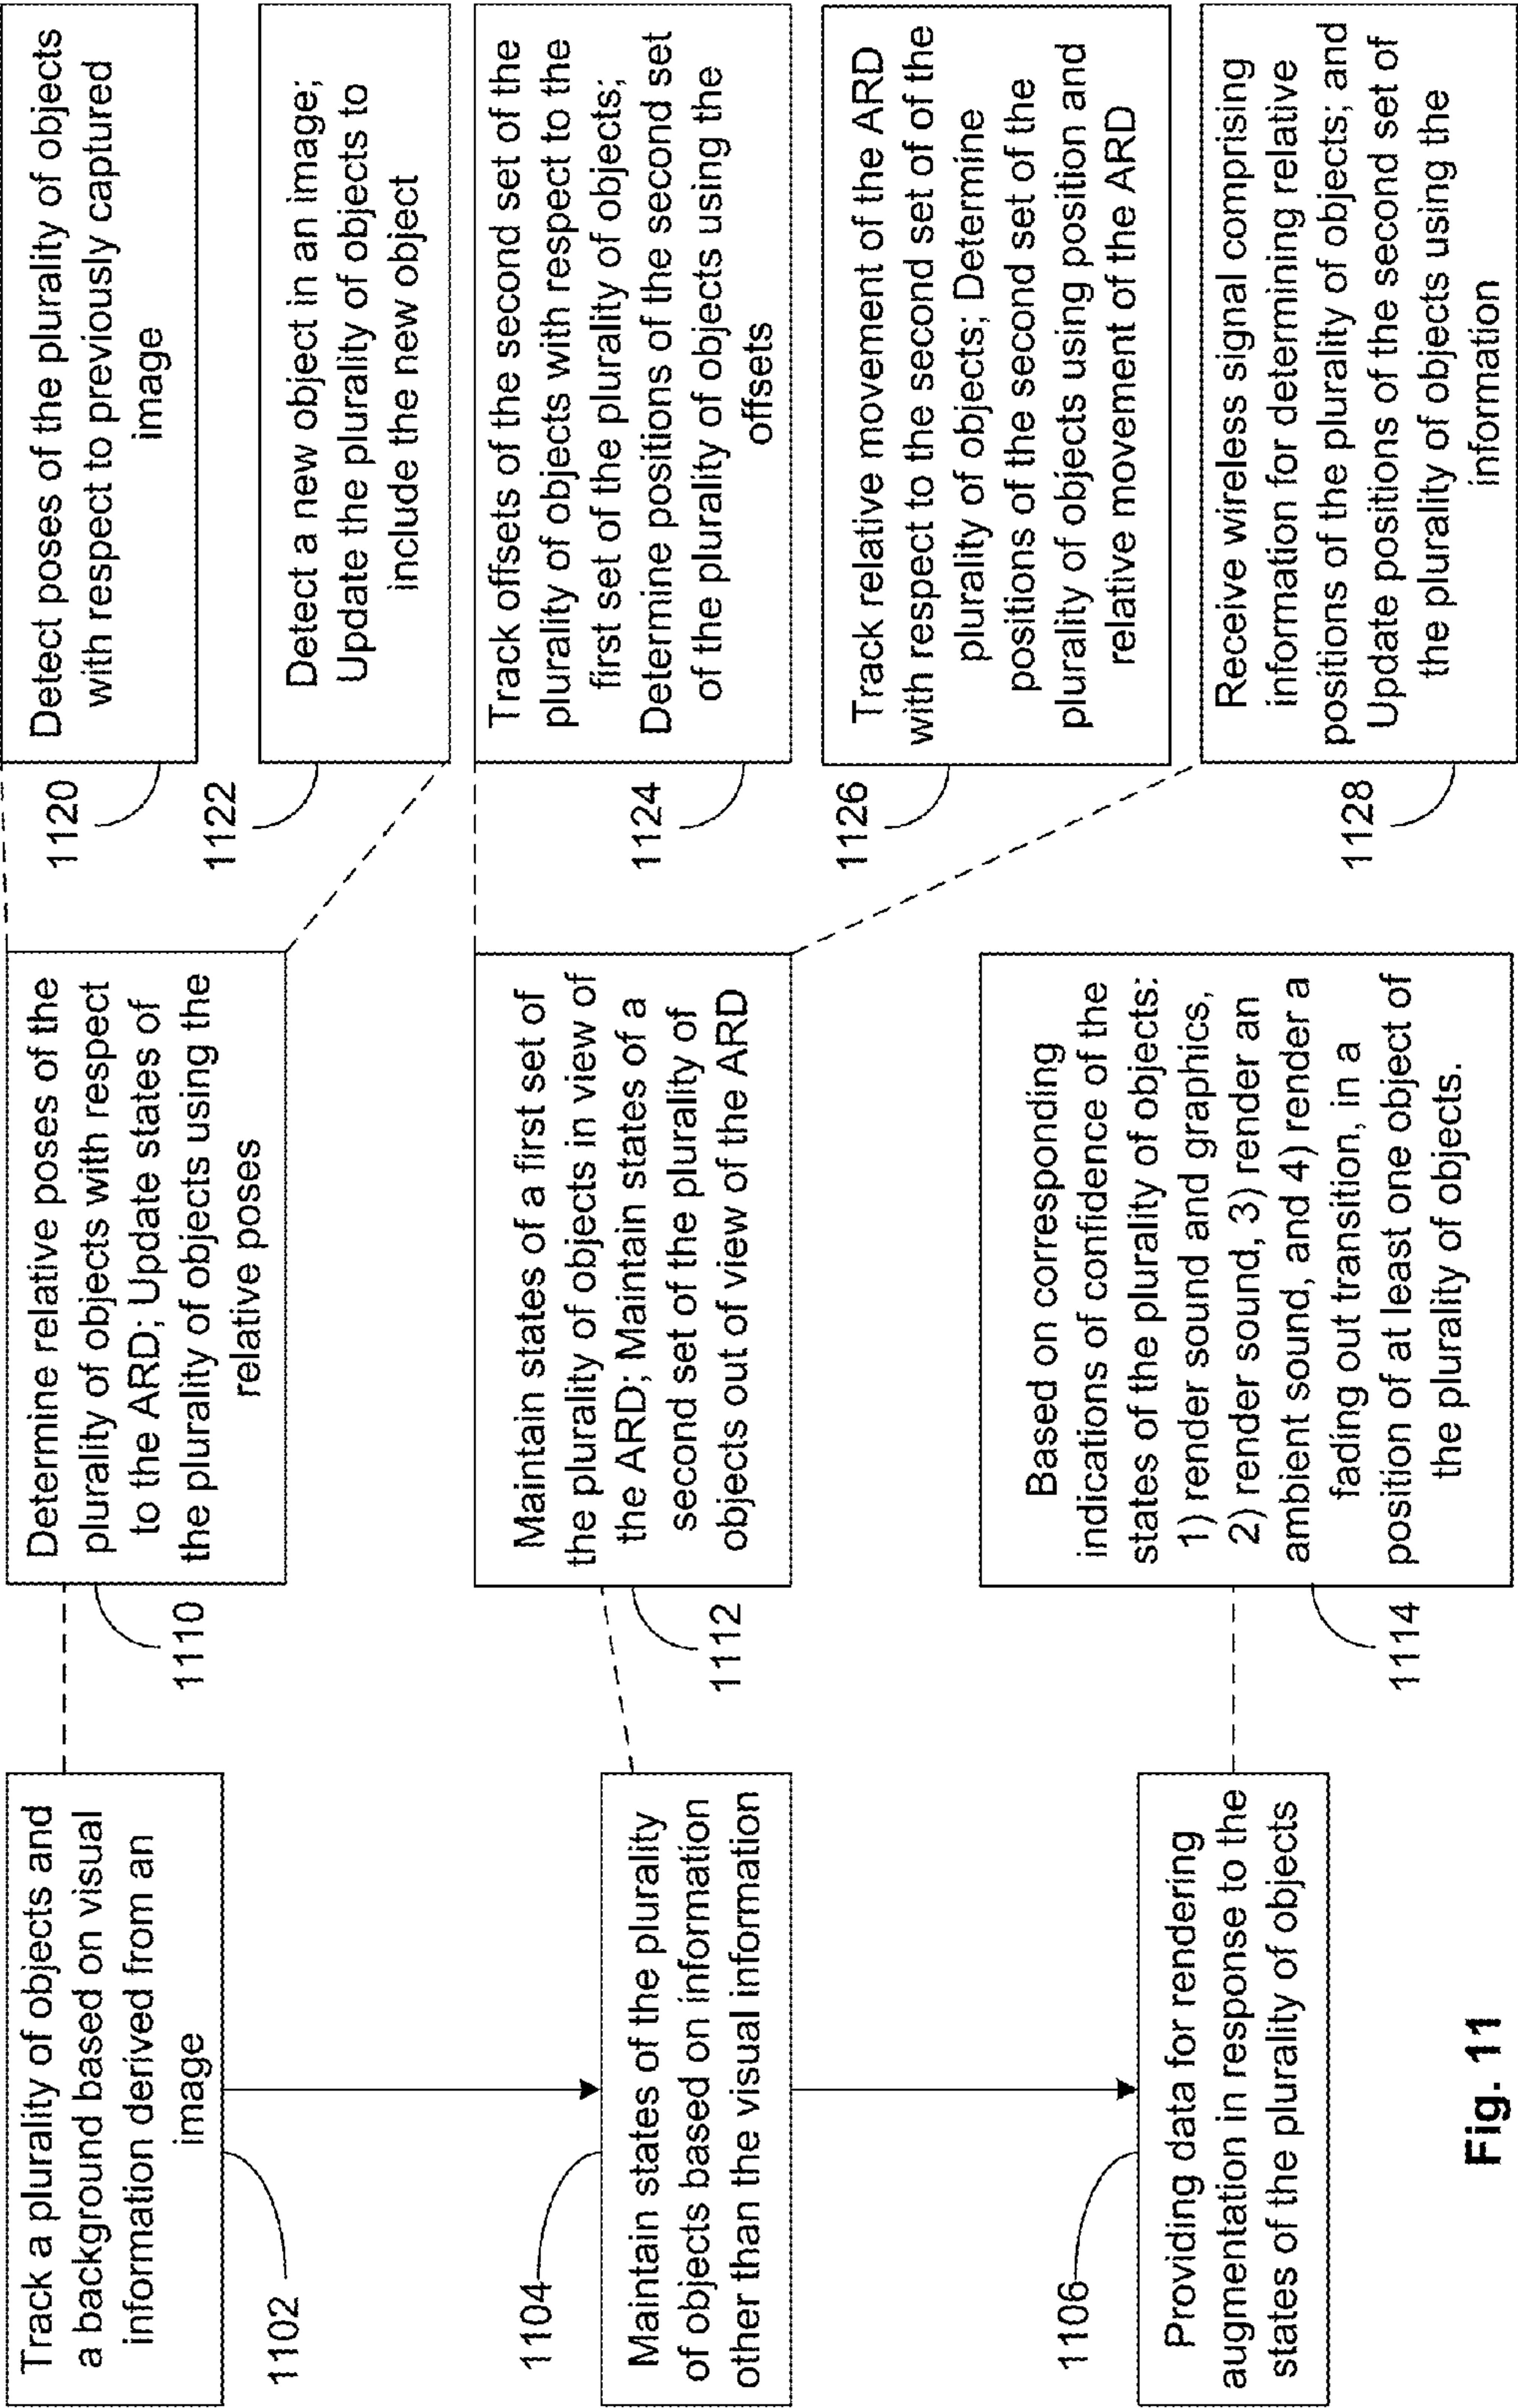 Track a plurality of objects and
a background based on visual
information derived from an
image
1102
Maintain states of the plurality
of objects based on information
other than the visual information
1104
Providing data for rendering
augmentation in response to the
states of the plurality of objects
1106
Determine relative poses of the
plurality of objects with respect
to the ARD; Update states of
the plurality of objects using the
relative poses
1110
Maintain states of a first set of
the plurality of objects in view of
the ARD; Maintain states of a
second set of the plurality of
objects out of view of the ARD
1112
Based on corresponding
indications of confidence of the
states of the plurality of objects:
1) render sound and graphics,
2) render sound, 3) render an
ambient sound, and 4) render a
fading out transition, in a
position of at least one object of
the plurality of objects.
1114
Detect poses of the plurality of objects
with respect to previously captured
image
1120
Detect a new object in an image;
Update the plurality of objects to
include the new object
1122
Track offsets of the second set of the
plurality of objects with respect to the
first set of the plurality of objects;
Determine positions of the second set
of the plurality of objects using the
offsets
1124
Track relative movement of the ARD
with respect to the second set of the
plurality of objects; Determine
positions of the second set of the
plurality of objects using position and
relative movement of the ARD
1126
Receive wireless signal comprising
information for determining relative
positions of the plurality of objects; and
Update positions of the second set of
the plurality of objects using the
information
1128
Fig. 11